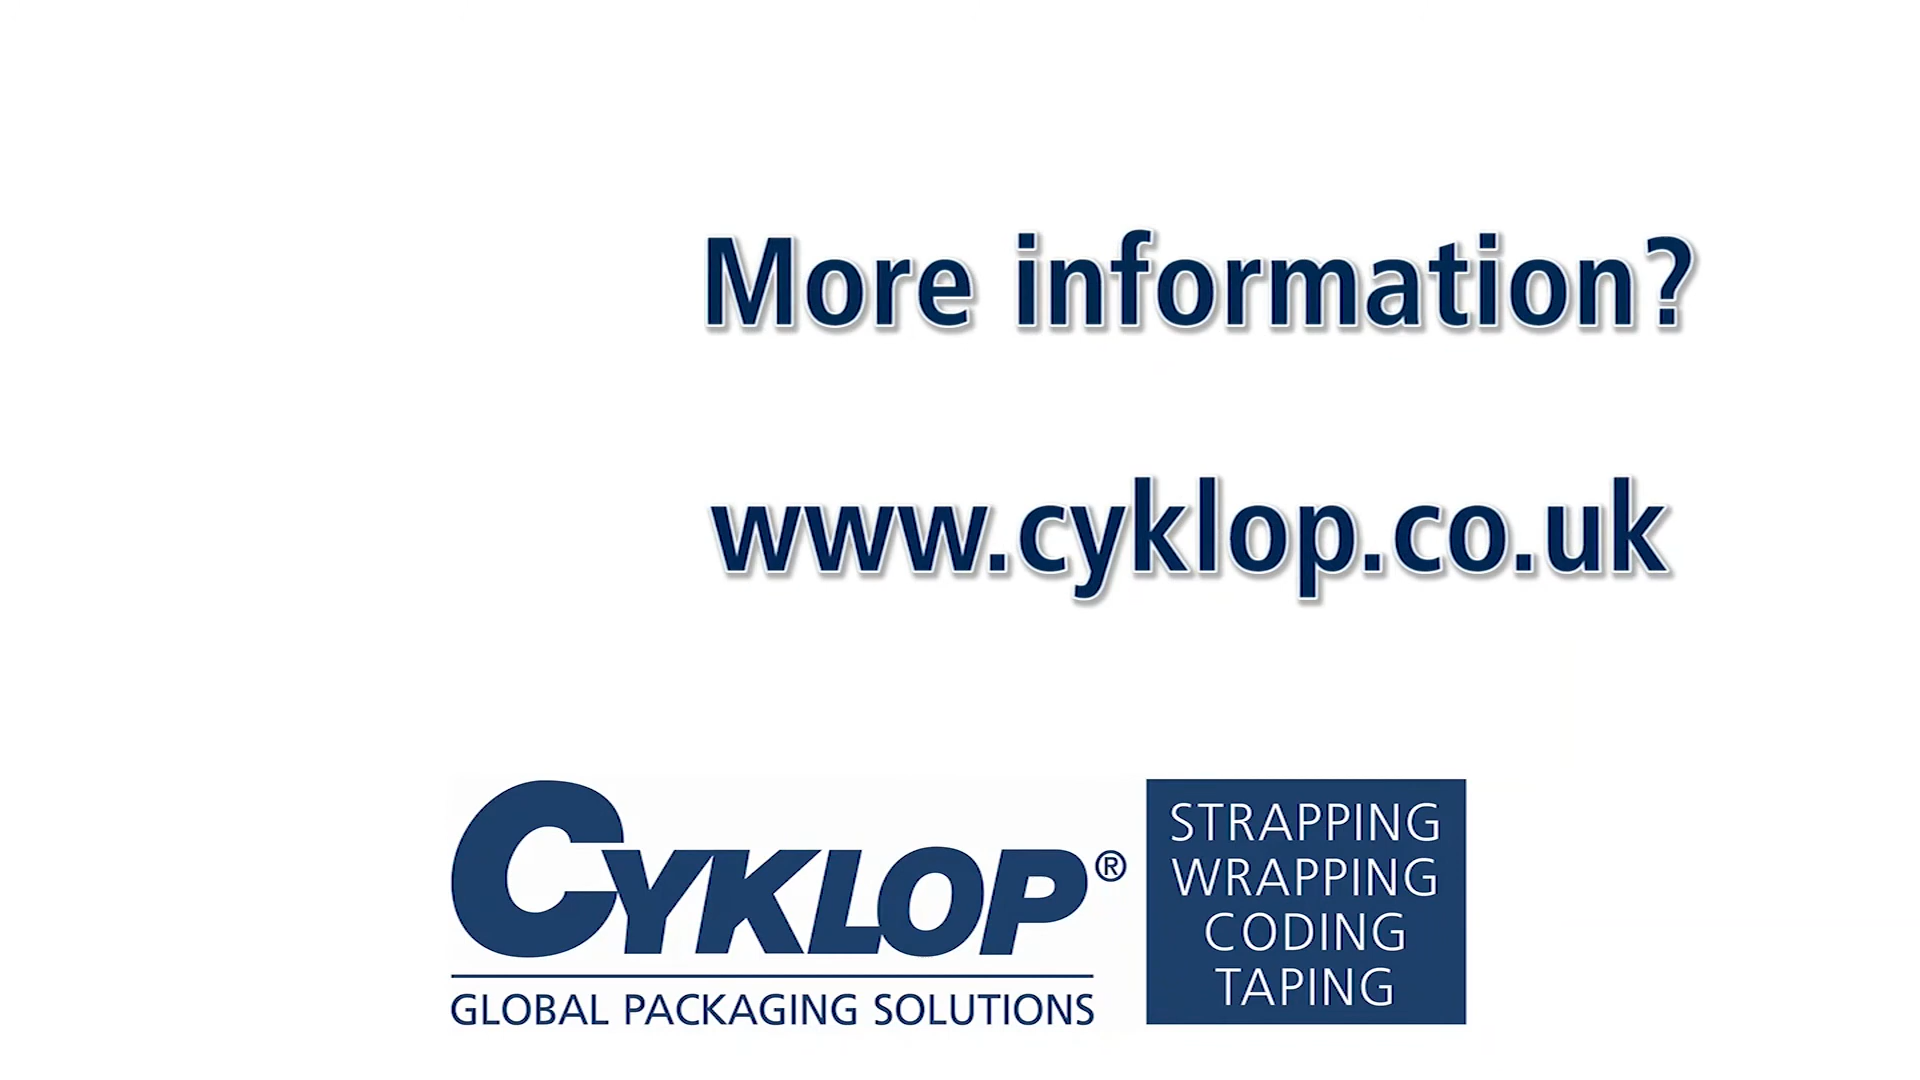 More information?
www.cyklop.co.uk
CYKLOP®
GLOBAL PACKAGING SOLUTIONS
STRAPPING
WRAPPING
CODING
TAPING